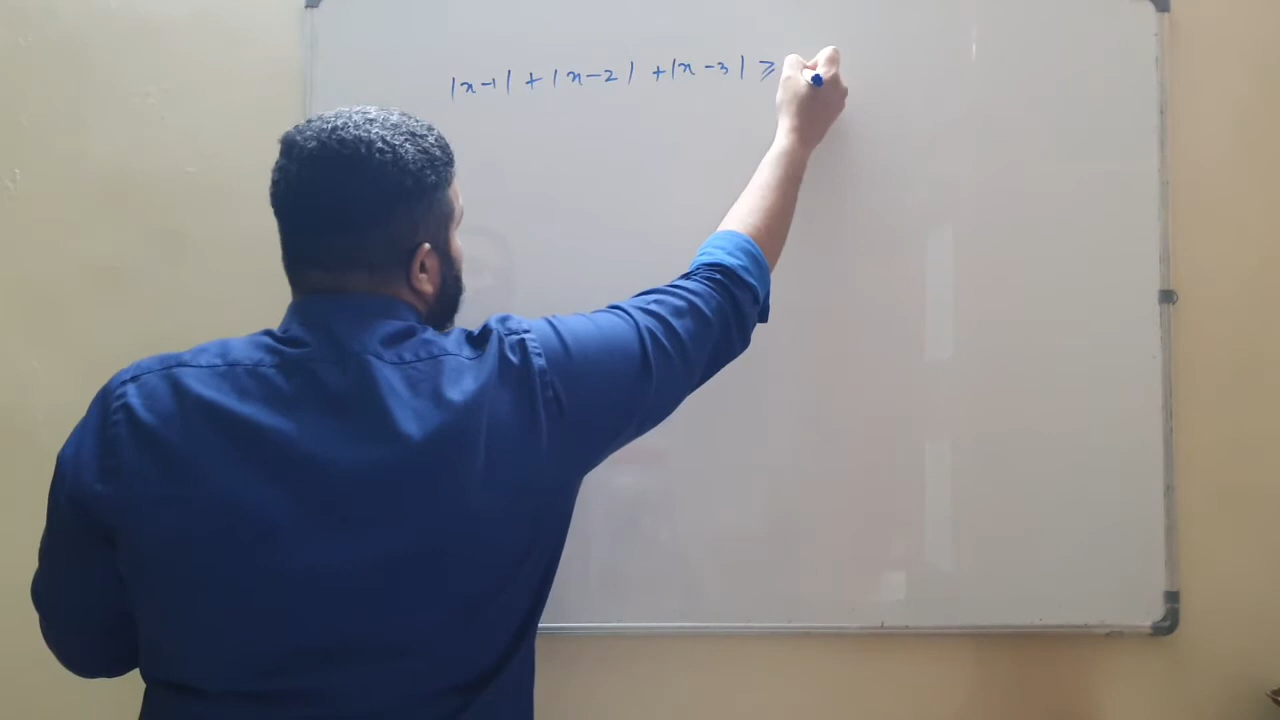 |x-1| + |x-2| + |x-3| ⩾